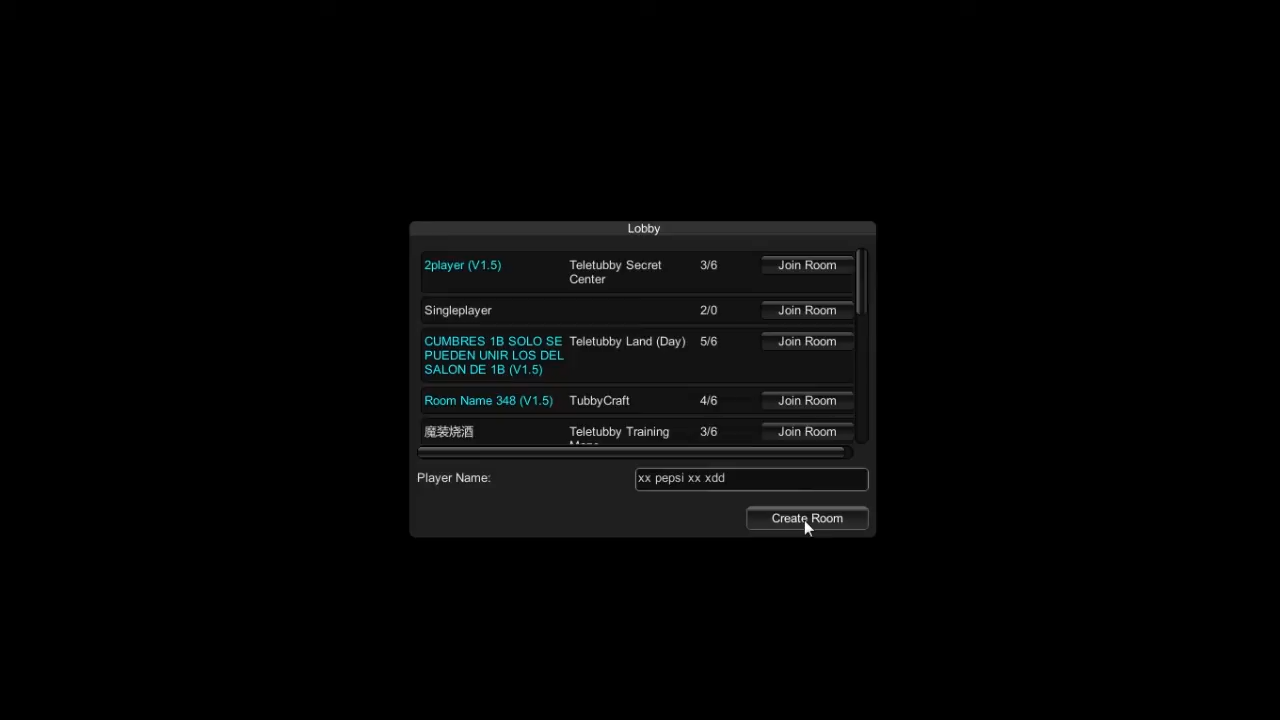 Lobby
2player (V1.5) Teletubby Secret 3/6 Join Room
Center
Singleplayer 2/0 Join Room
CUMBRES 1B SOLO SE Teletubby Land (Day) 5/6 Join Room
PUEDEN UNIR LOS DEL
SALON DE 1B (V1.5)
Room Name 348 (V1.5) TubbyCraft 4/6 Join Room
魔装烧酒 Teletubby Training 3/6 Join Room
Player Name: xx pepsi xx xdd
Create Room